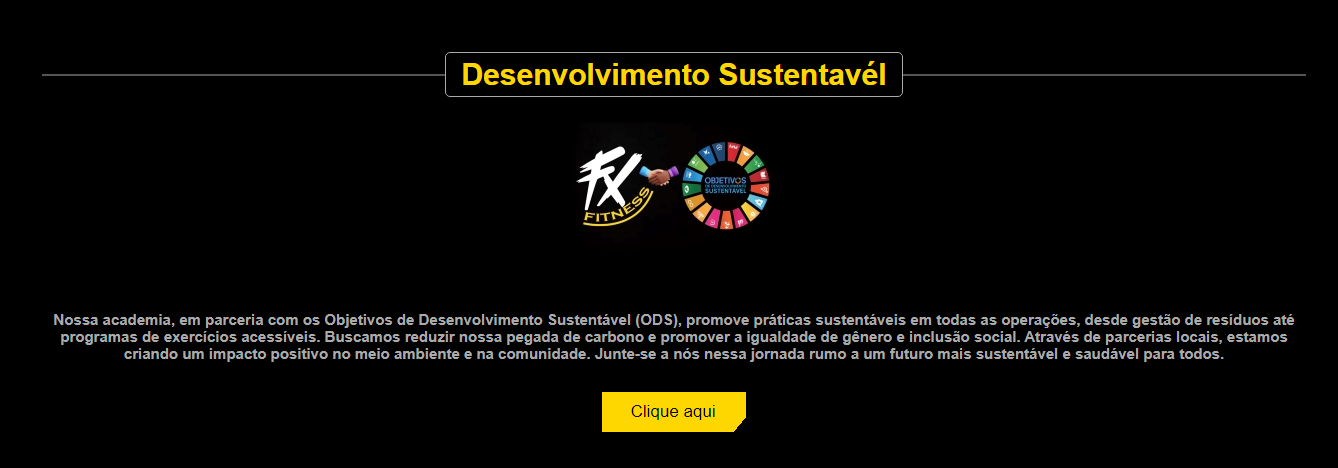 Desenvolvimento Sustentavél
FX
FITNESS
OBJETIVOS
DE DESENVOLVIMENTO
SUSTENTÁVEL
Nossa academia, em parceria com os Objetivos de Desenvolvimento Sustentável (ODS), promove práticas sustentáveis em todas as operações, desde gestão de resíduos até
programas de exercícios acessíveis. Buscamos reduzir nossa pegada de carbono e promover a igualdade de gênero e inclusão social. Através de parcerias locais, estamos
criando um impacto positivo no meio ambiente e na comunidade. Junte-se a nós nessa jornada rumo a um futuro mais sustentável e saudável para todos.
Clique aqui